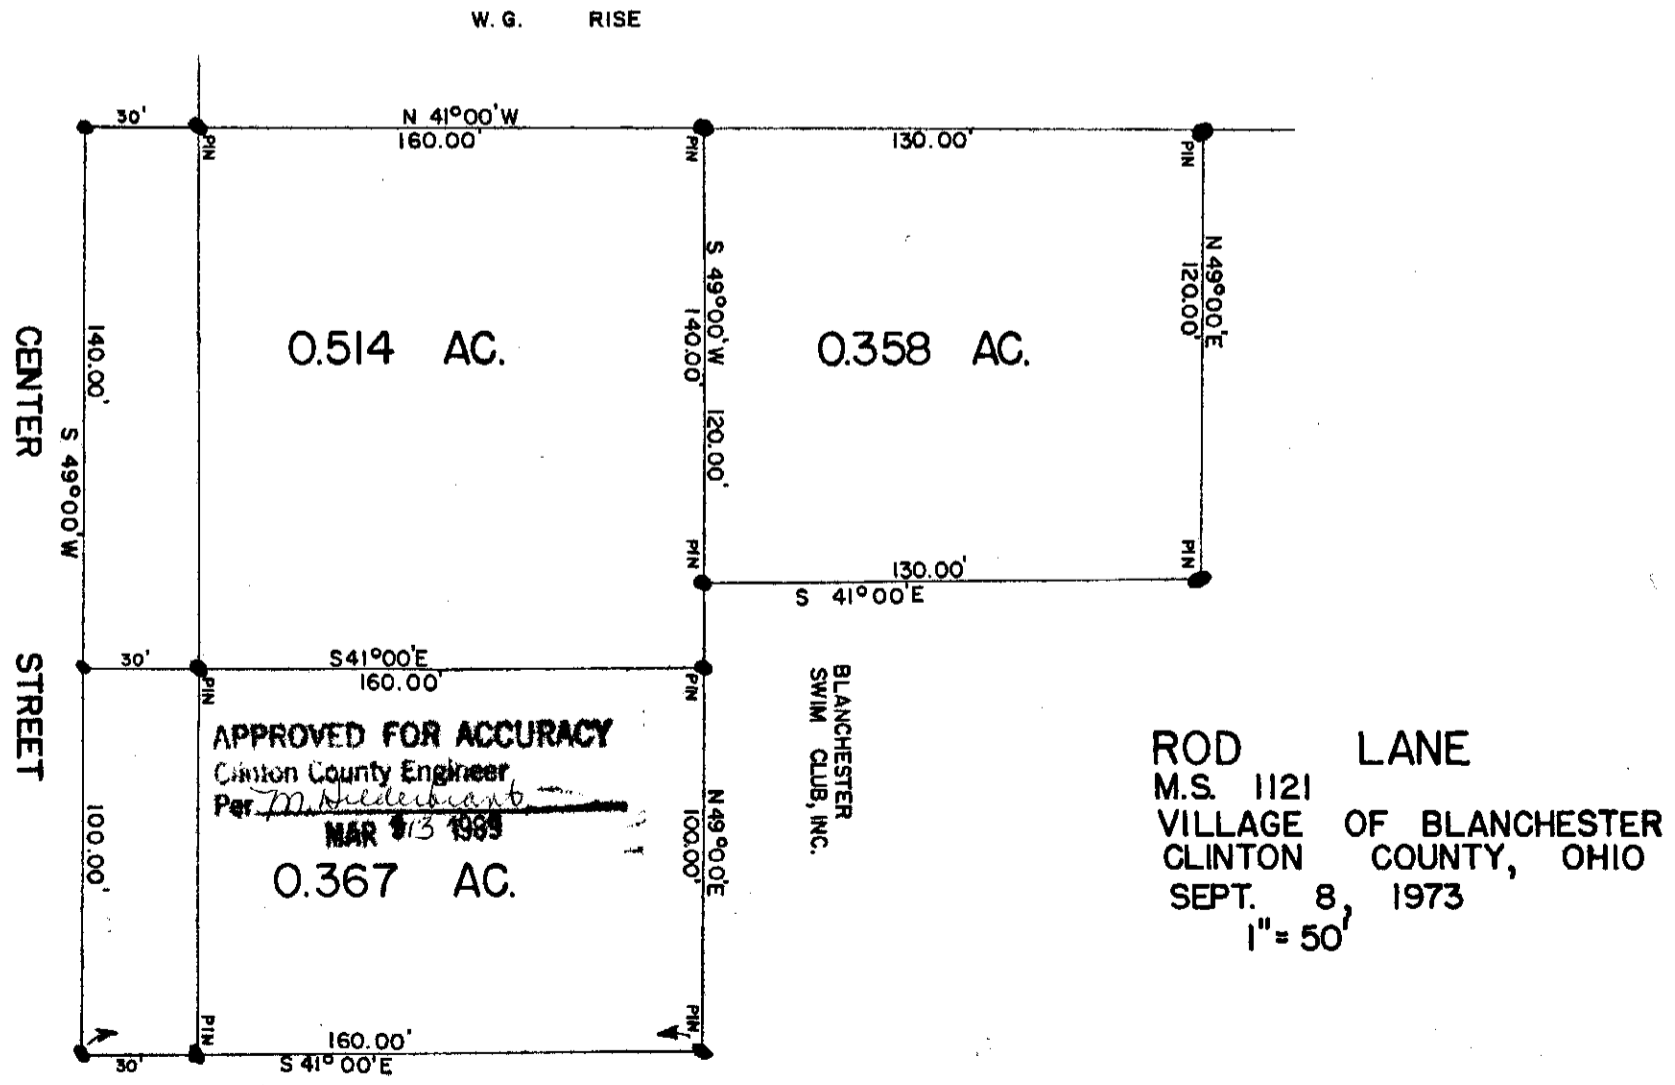 W. G. RISE
30'
N 41°00'W
160.00'
130.00'
PIN
PIN
PIN
N 49°00'E
120.00'
S 49°00'W
140.00'
120.00'
0.514 AC.
0.358 AC.
CENTER STREET
140.00'
S 49°00'W
PIN
PIN
130.00'
S 41°00'E
30'
S41°00'E
160.00'
PIN
PIN
BLANCHESTER
SWIM CLUB, INC.
APPROVED FOR ACCURACY
Clinton County Engineer
Per M. Hilderbrant
MAR 13 1989
0.367 AC.
100.00'
N 49°00'E
100.00'
PIN
PIN
30'
160.00'
S 41°00'E
ROD LANE
M.S. 1121
VILLAGE OF BLANCHESTER
CLINTON COUNTY, OHIO
SEPT. 8, 1973
1" = 50'